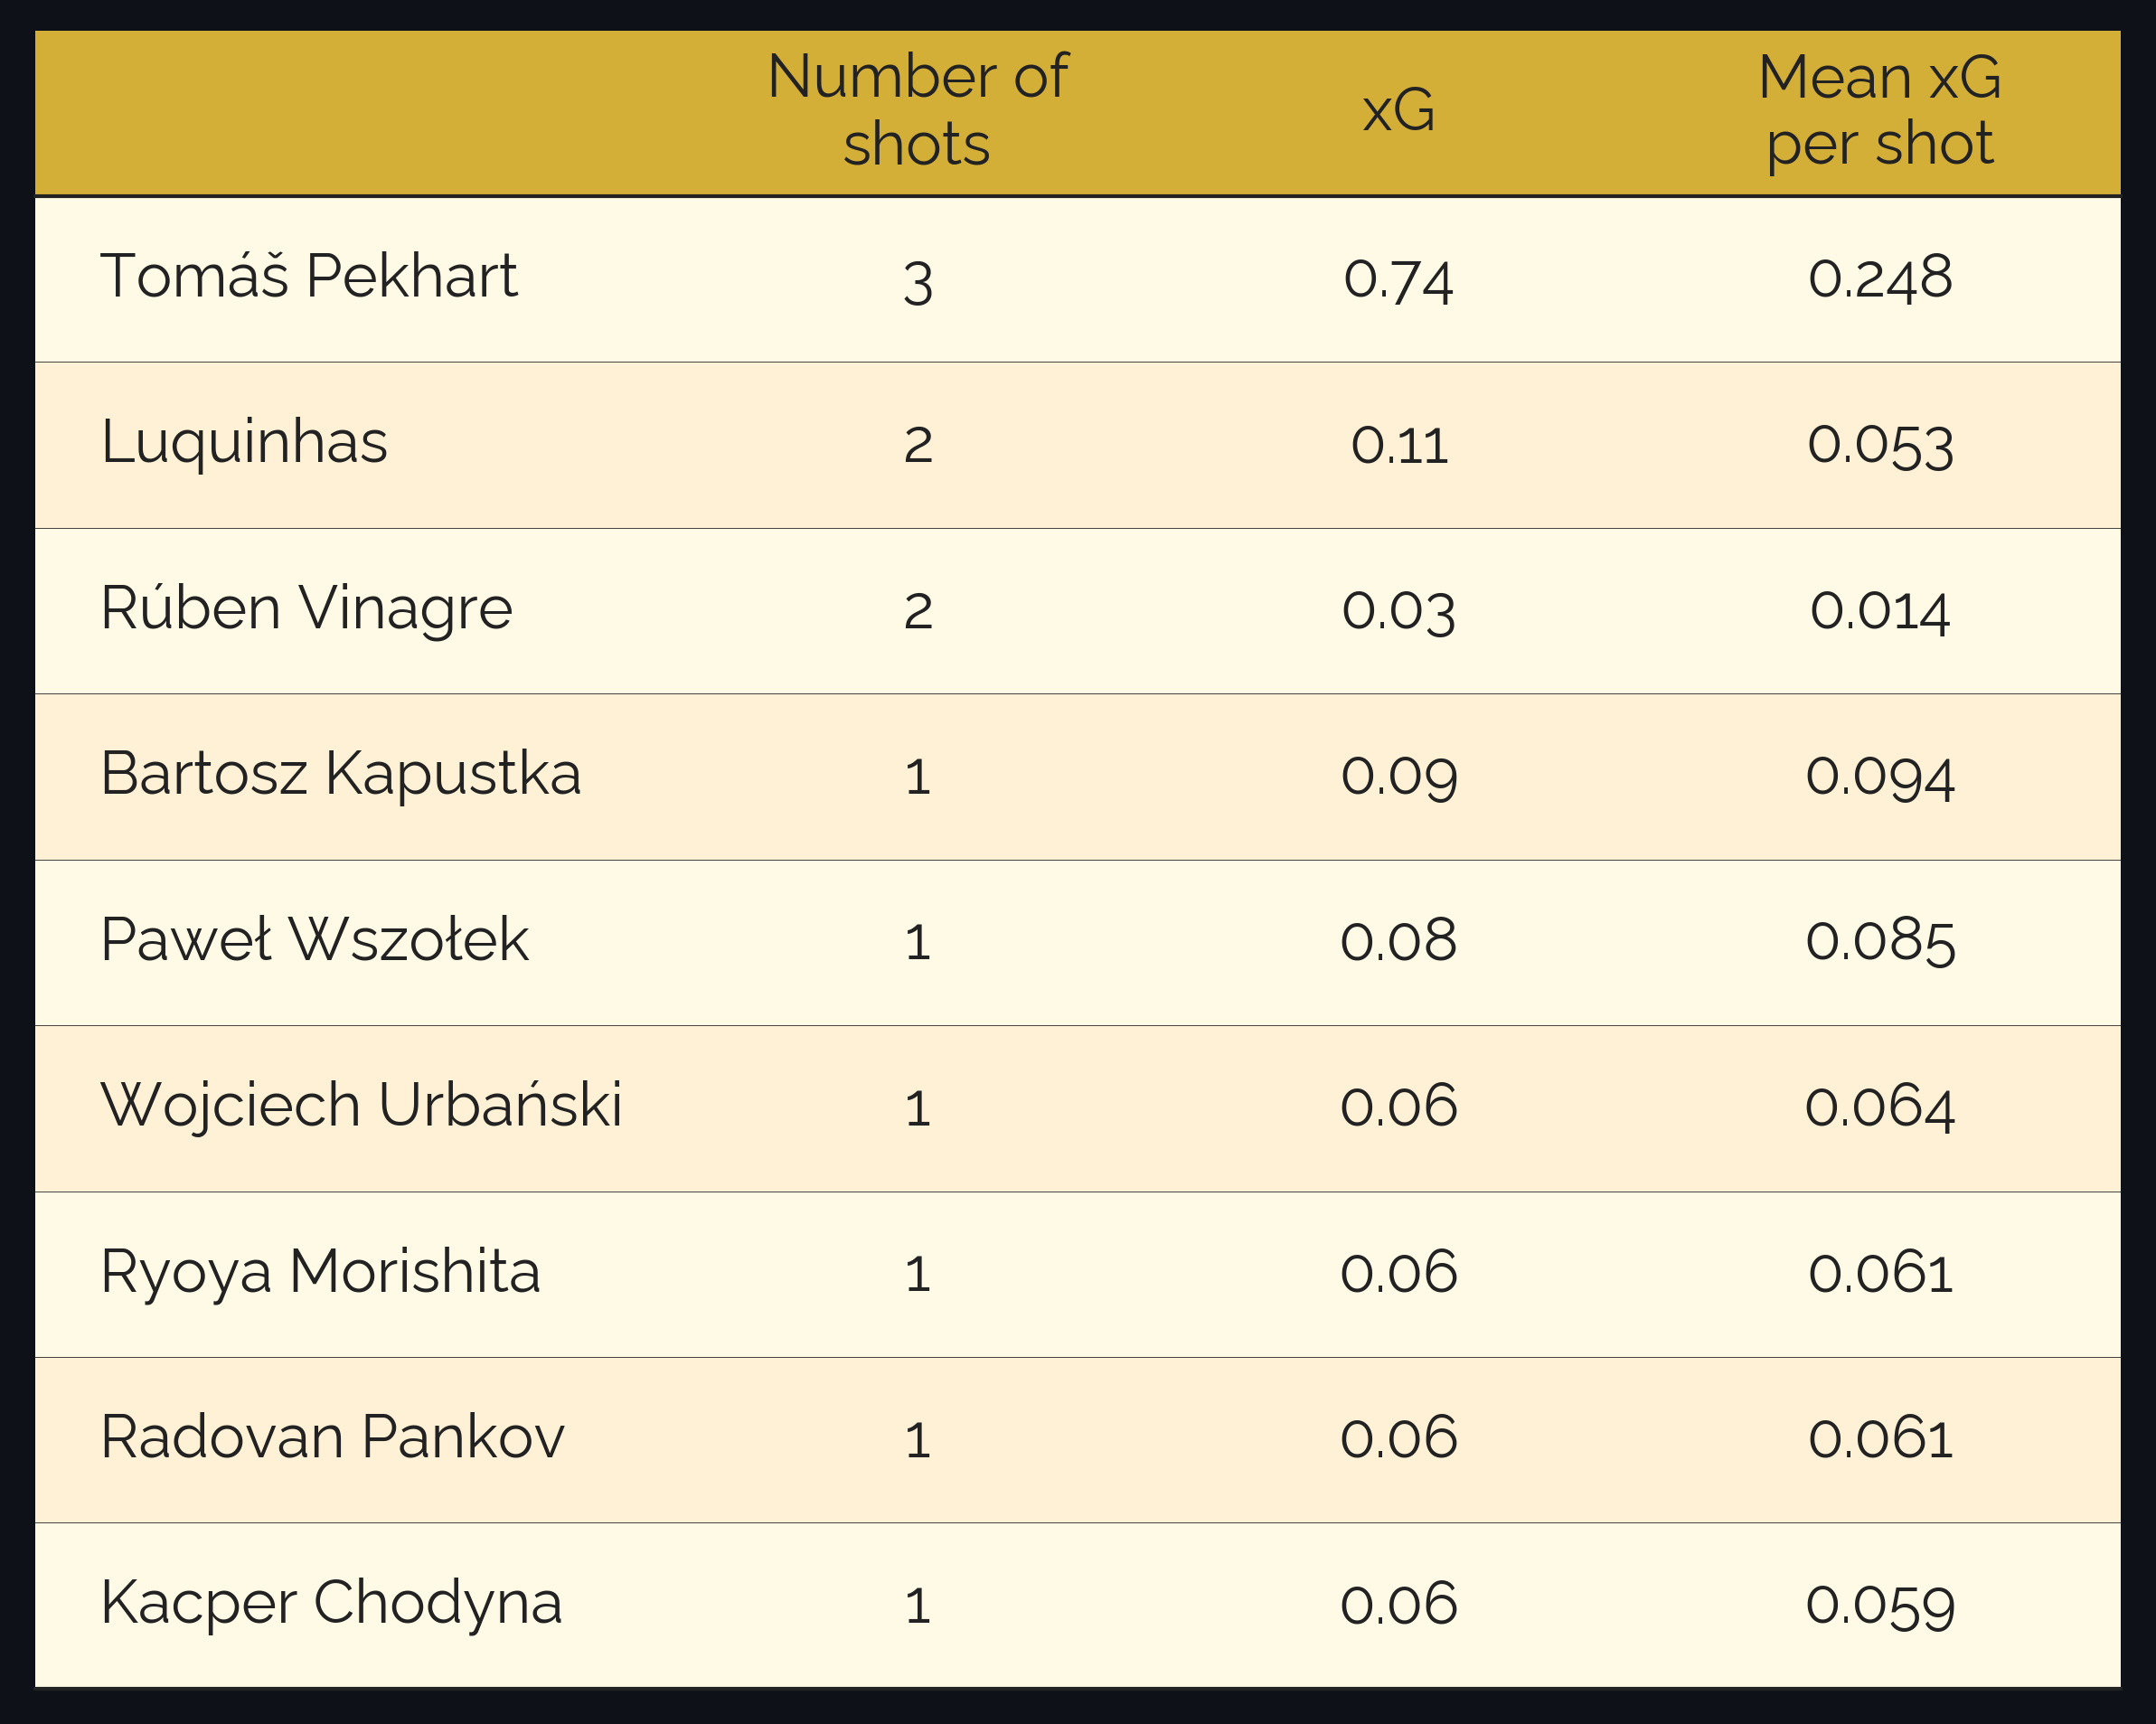 Number of shots xG Mean xG per shot
Tomáš Pekhart 3 0.74 0.248
Luquinhas 2 0.11 0.053
Rúben Vinagre 2 0.03 0.014
Bartosz Kapustka 1 0.09 0.094
Paweł Wszołek 1 0.08 0.085
Wojciech Urbański 1 0.06 0.064
Ryoya Morishita 1 0.06 0.061
Radovan Pankov 1 0.06 0.061
Kacper Chodyna 1 0.06 0.059